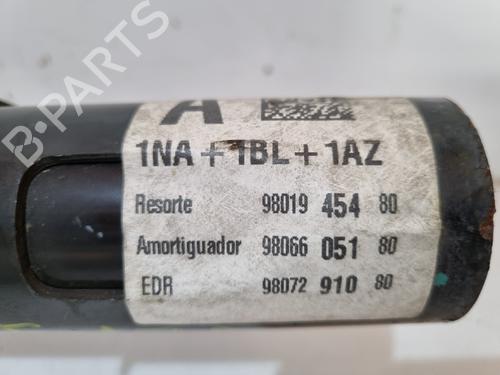 A
1NA + 1BL + 1AZ
Resorte 98019 454 80
Amortiguador 98066 051 80
EDR 98072 910 80
B-PARTS